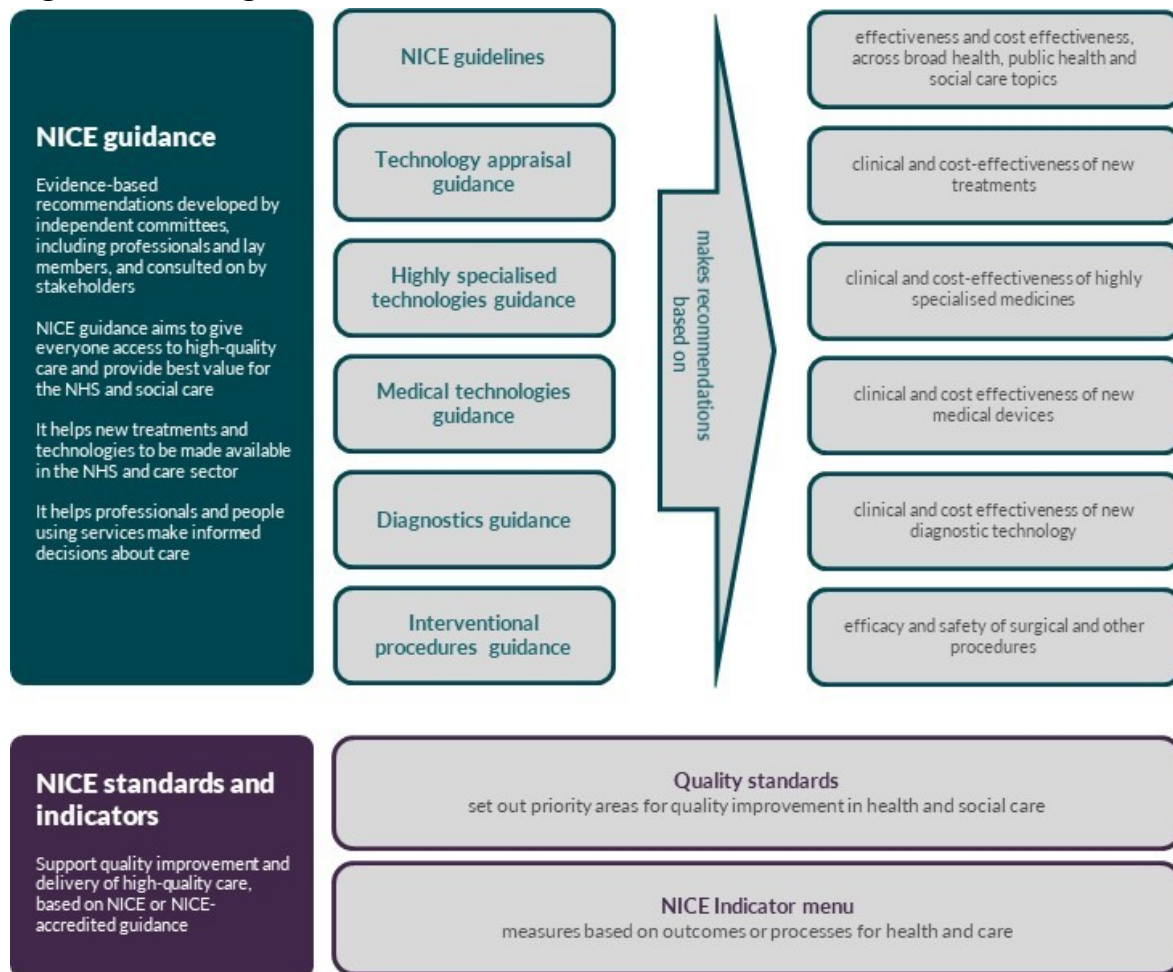 NICE guidance
Evidence-based
recommendations developed by
independent committees,
including professionals and lay
members, and consulted on by
stakeholders
NICE guidance aims to give
everyone access to high-quality
care and provide best value for
the NHS and social care
It helps new treatments and
technologies to be made available
in the NHS and care sector
It helps professionals and people
using services make informed
decisions about care
NICE guidelines
Technology appraisal
guidance
Highly specialised
technologies guidance
Medical technologies
guidance
Diagnostics guidance
Interventional
procedures guidance
makes recommendations
based on
effectiveness and cost effectiveness,
across broad health, public health and
social care topics
clinical and cost-effectiveness of new
treatments
clinical and cost-effectiveness of highly
specialised medicines
clinical and cost effectiveness of new
medical devices
clinical and cost effectiveness of new
diagnostic technology
efficacy and safety of surgical and other
procedures
NICE standards and
indicators
Support quality improvement and
delivery of high-quality care,
based on NICE or NICE-
accredited guidance
Quality standards
set out priority areas for quality improvement in health and social care
NICE Indicator menu
measures based on outcomes or processes for health and care